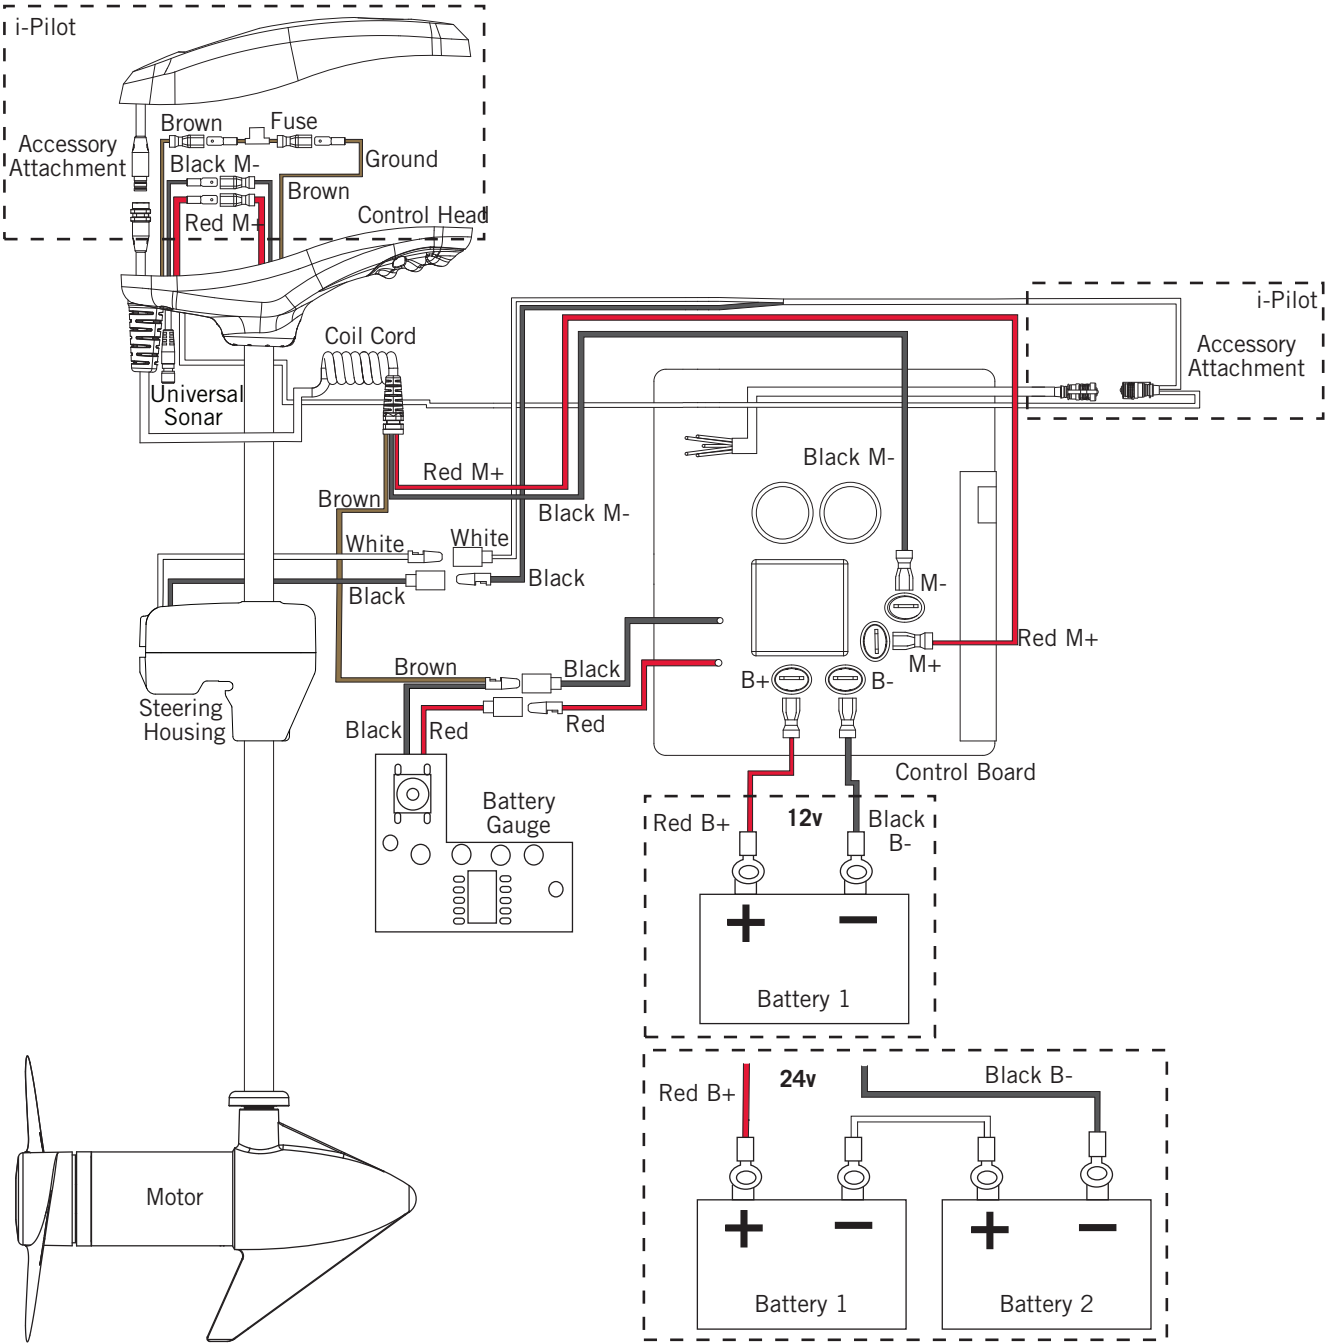 i-Pilot
Brown
Fuse
Accessory
Attachment
Black M-
Ground
Brown
Red M+
Control Head
i-Pilot
Accessory
Attachment
Coil Cord
Universal
Sonar
Black M-
Red M+
Brown
Black M-
White
White
Black
Black
M-
Red M+
M+
Brown
Black
B+
B-
Steering
Housing
Black
Red
Red
Control Board
Battery
Gauge
Red B+
12v
Black
B-
Battery 1
24v
Black B-
Red B+
Motor
Battery 1
Battery 2